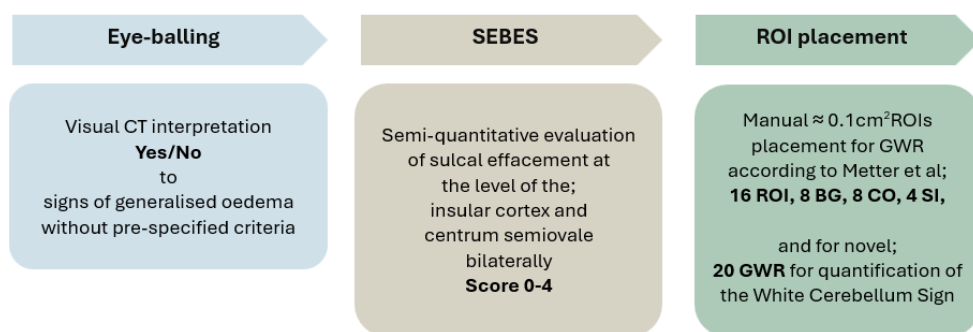 Eye-balling
SEBES
ROI placement
Visual CT interpretation
Yes/No
to
signs of generalised oedema
without pre-specified criteria
Semi-quantitative evaluation
of sulcal effacement at
the level of the;
insular cortex and
centrum semiovale
bilaterally
Score 0-4
Manual ≈ 0.1cm²ROIs
placement for GWR
according to Metter et al;
16 ROI, 8 BG, 8 CO, 4 SI,
and for novel;
20 GWR for quantification of
the White Cerebellum Sign